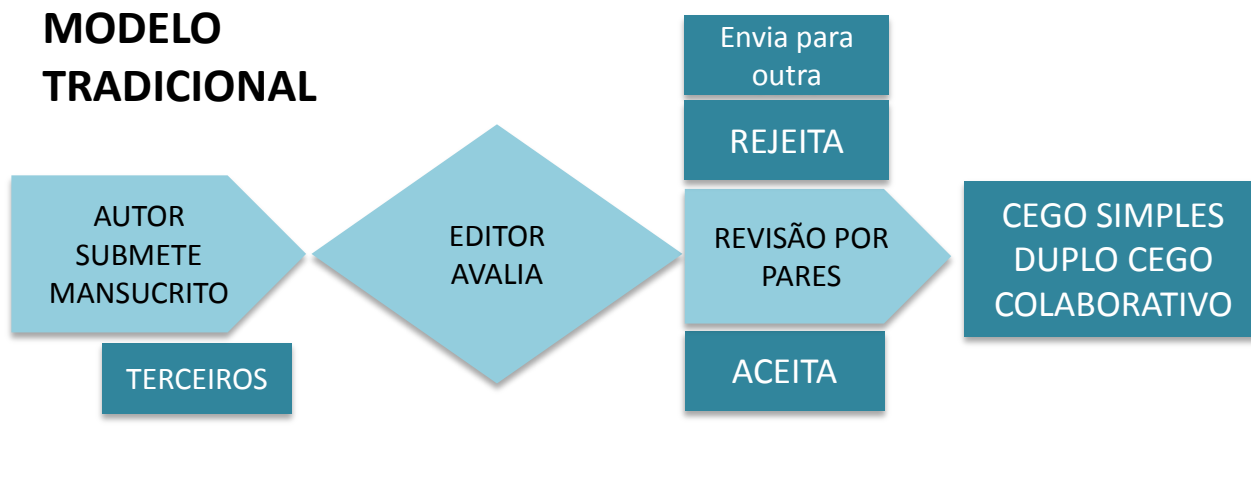 MODELO
TRADICIONAL
AUTOR
SUBMETE
MANSUCRITO
TERCEIROS
EDITOR
AVALIA
Envia para
outra
REJEITA
REVISÃO POR
PARES
ACEITA
CEGO SIMPLES
DUPLO CEGO
COLABORATIVO